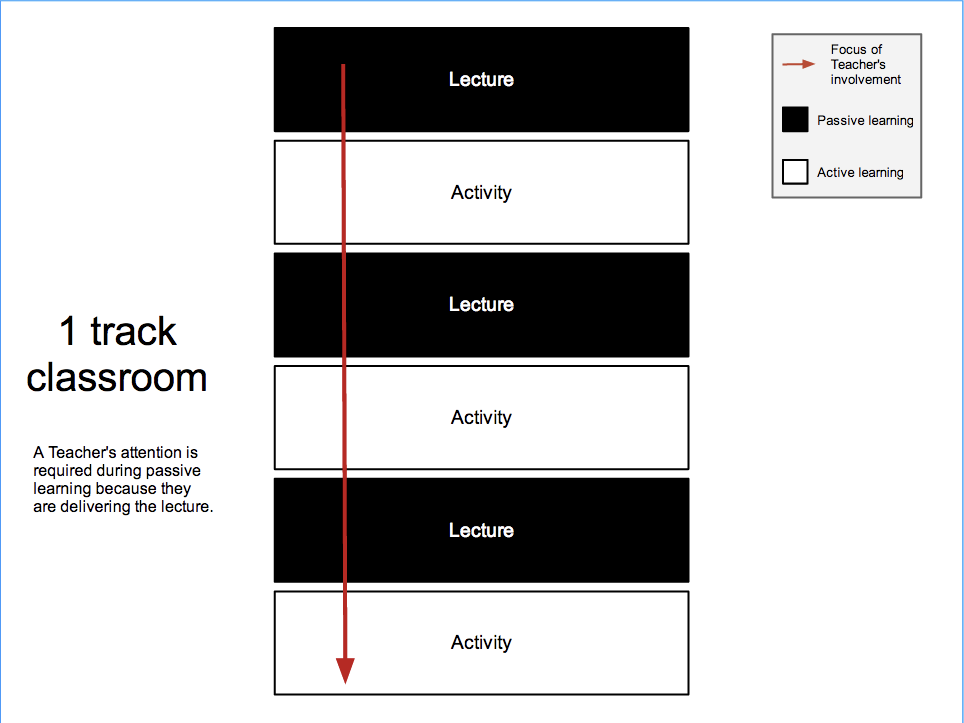 Lecture
Activity
Lecture
Activity
Lecture
Activity
1 track
classroom
A Teacher's attention is
required during passive
learning because they
are delivering the lecture.
Focus of
Teacher's
involvement
Passive learning
Active learning